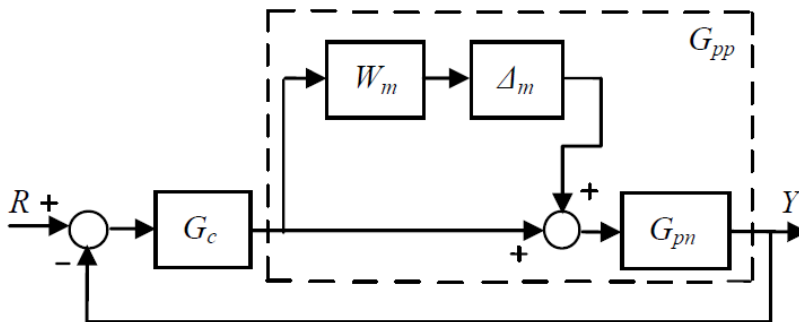 G_pp
W_m Δ_m
R + + Y
G_c G_pn
− +